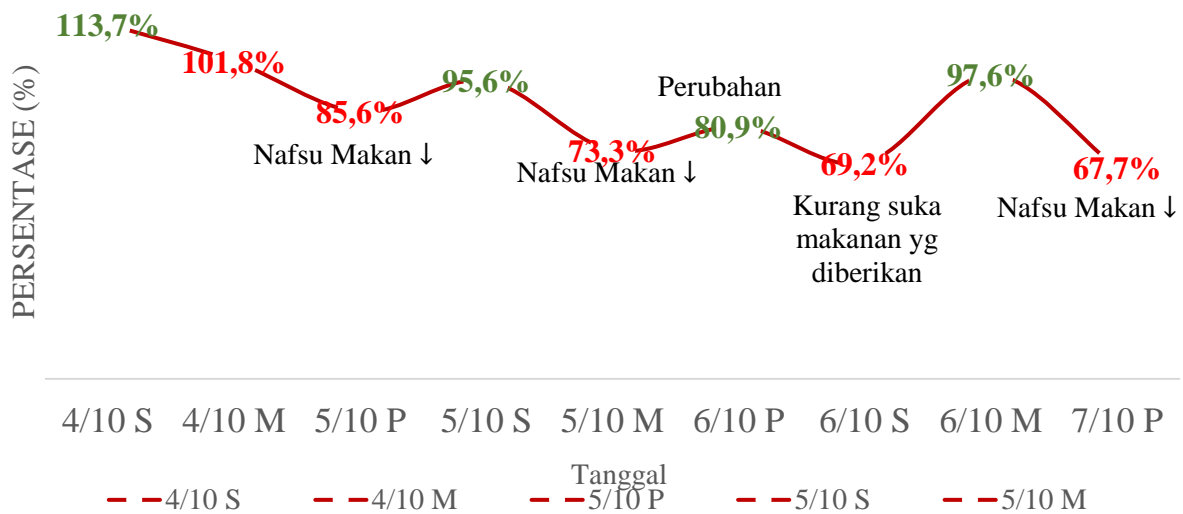 113,7%
101,8%
85,6%
95,6%
73,3%
80,9%
69,2%
97,6%
67,7%
Perubahan
Nafsu Makan ↓
Nafsu Makan ↓
Kurang suka
makanan yg
diberikan
Nafsu Makan ↓
PERSENTASE (%)
4/10 S 4/10 M 5/10 P 5/10 S 5/10 M 6/10 P 6/10 S 6/10 M 7/10 P
Tanggal
4/10 S 4/10 M 5/10 P 5/10 S 5/10 M